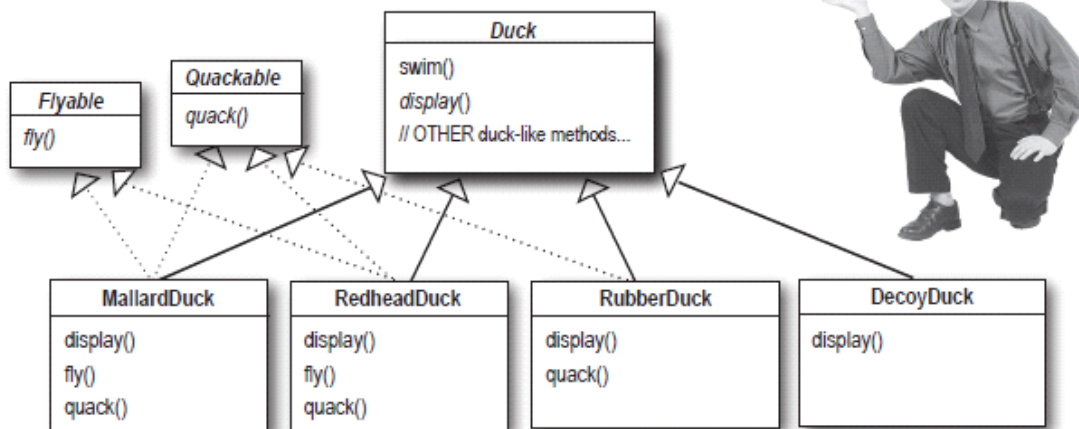 Duck
swim()
display()
// OTHER duck-like methods...
Quackable
quack()
Flyable
fly()
MallardDuck
display()
fly()
quack()
RedheadDuck
display()
fly()
quack()
RubberDuck
display()
quack()
DecoyDuck
display()